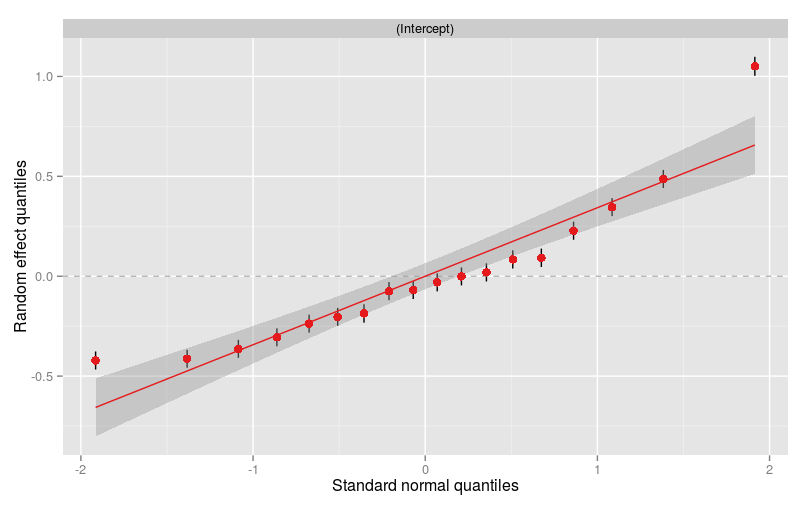 (Intercept)
Random effect quantiles
1.0
0.5
0.0
-0.5
-2 -1 0 1 2
Standard normal quantiles